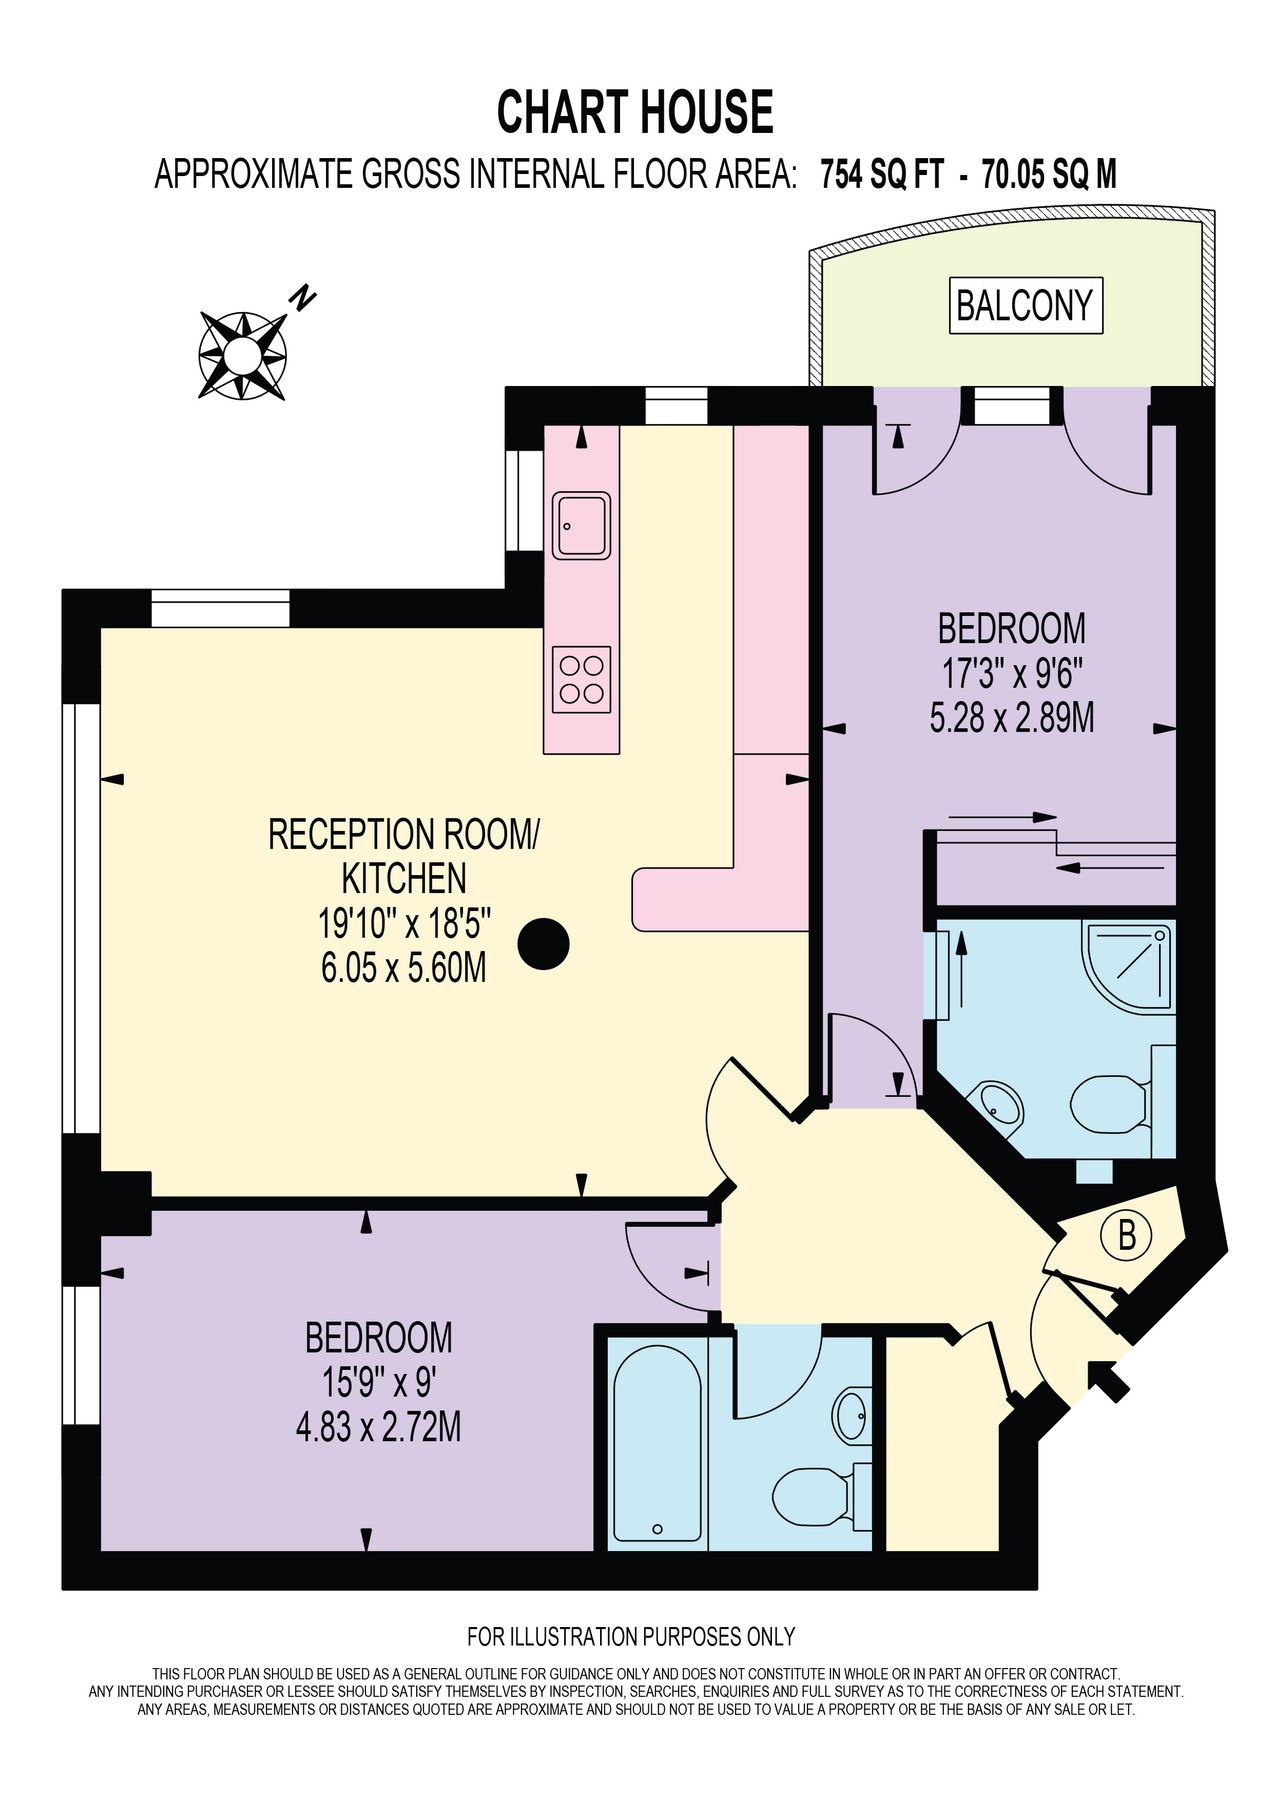 CHART HOUSE
APPROXIMATE GROSS INTERNAL FLOOR AREA: 754 SQ FT - 70.05 SQ M
N
BALCONY
BEDROOM
17'3" x 9'6"
5.28 x 2.89M
RECEPTION ROOM/
KITCHEN
19'10" x 18'5"
6.05 x 5.60M
B
BEDROOM
15'9" x 9'
4.83 x 2.72M
FOR ILLUSTRATION PURPOSES ONLY
THIS FLOOR PLAN SHOULD BE USED AS A GENERAL OUTLINE FOR GUIDANCE ONLY AND DOES NOT CONSTITUTE IN WHOLE OR IN PART AN OFFER OR CONTRACT.
ANY INTENDING PURCHASER OR LESSEE SHOULD SATISFY THEMSELVES BY INSPECTION, SEARCHES, ENQUIRIES AND FULL SURVEY AS TO THE CORRECTNESS OF EACH STATEMENT.
ANY AREAS, MEASUREMENTS OR DISTANCES QUOTED ARE APPROXIMATE AND SHOULD NOT BE USED TO VALUE A PROPERTY OR BE THE BASIS OF ANY SALE OR LET.